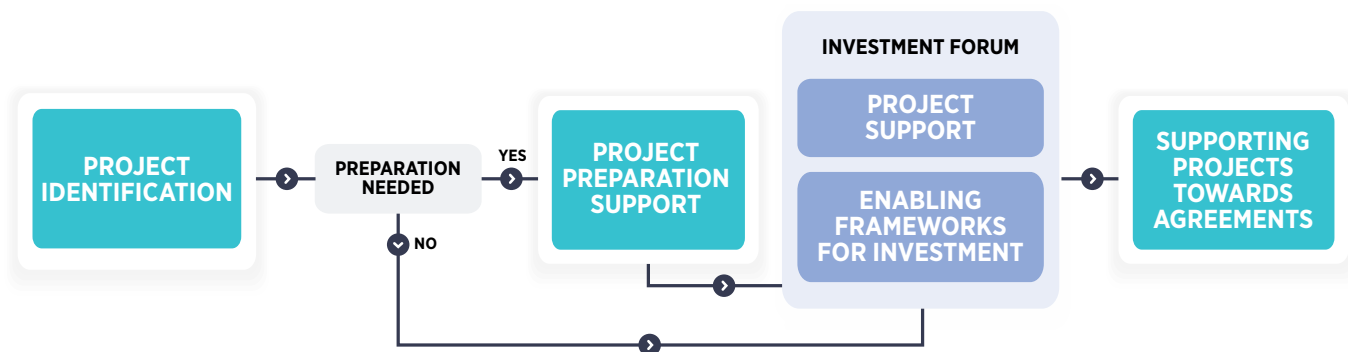 PROJECT
IDENTIFICATION
PREPARATION
NEEDED
YES
NO
PROJECT
PREPARATION
SUPPORT
INVESTMENT FORUM
PROJECT
SUPPORT
ENABLING
FRAMEWORKS
FOR INVESTMENT
SUPPORTING
PROJECTS
TOWARDS
AGREEMENTS